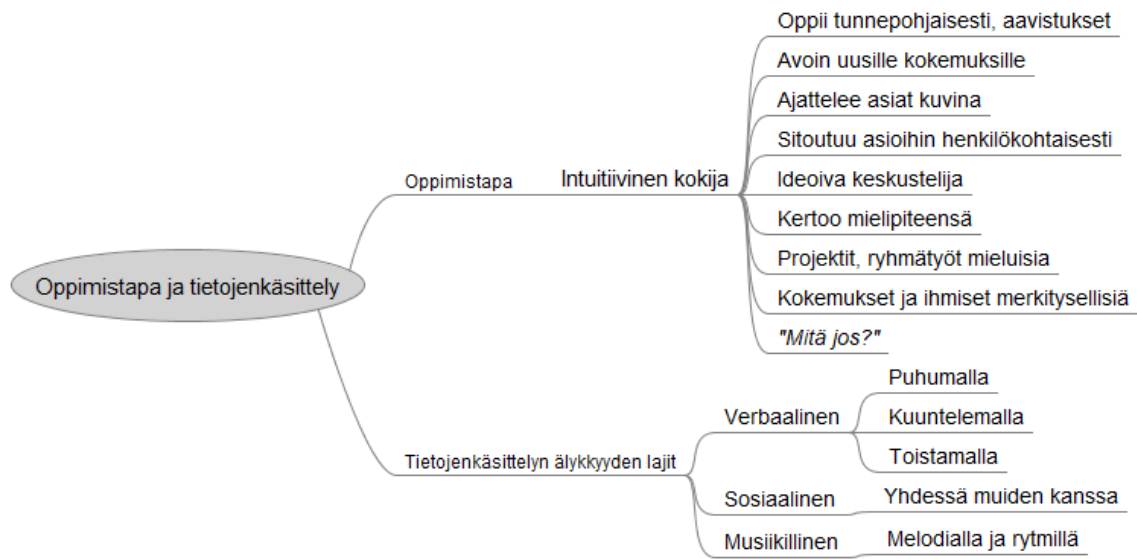 Oppimistapa ja tietojenkäsittely
Oppimistapa
Intuitiivinen kokija
Oppii tunnepohjaisesti, aavistukset
Avoin uusille kokemuksille
Ajattelee asiat kuvina
Sitoutuu asioihin henkilökohtaisesti
Ideoiva keskustelija
Kertoo mielipiteensä
Projektit, ryhmätyöt mieluisia
Kokemukset ja ihmiset merkitysellisiä
"Mitä jos?"
Tietojenkäsittelyn älykkyyden lajit
Verbaalinen
Puhumalla
Kuuntelemalla
Toistamalla
Sosiaalinen
Yhdessä muiden kanssa
Musiikillinen
Melodialla ja rytmillä